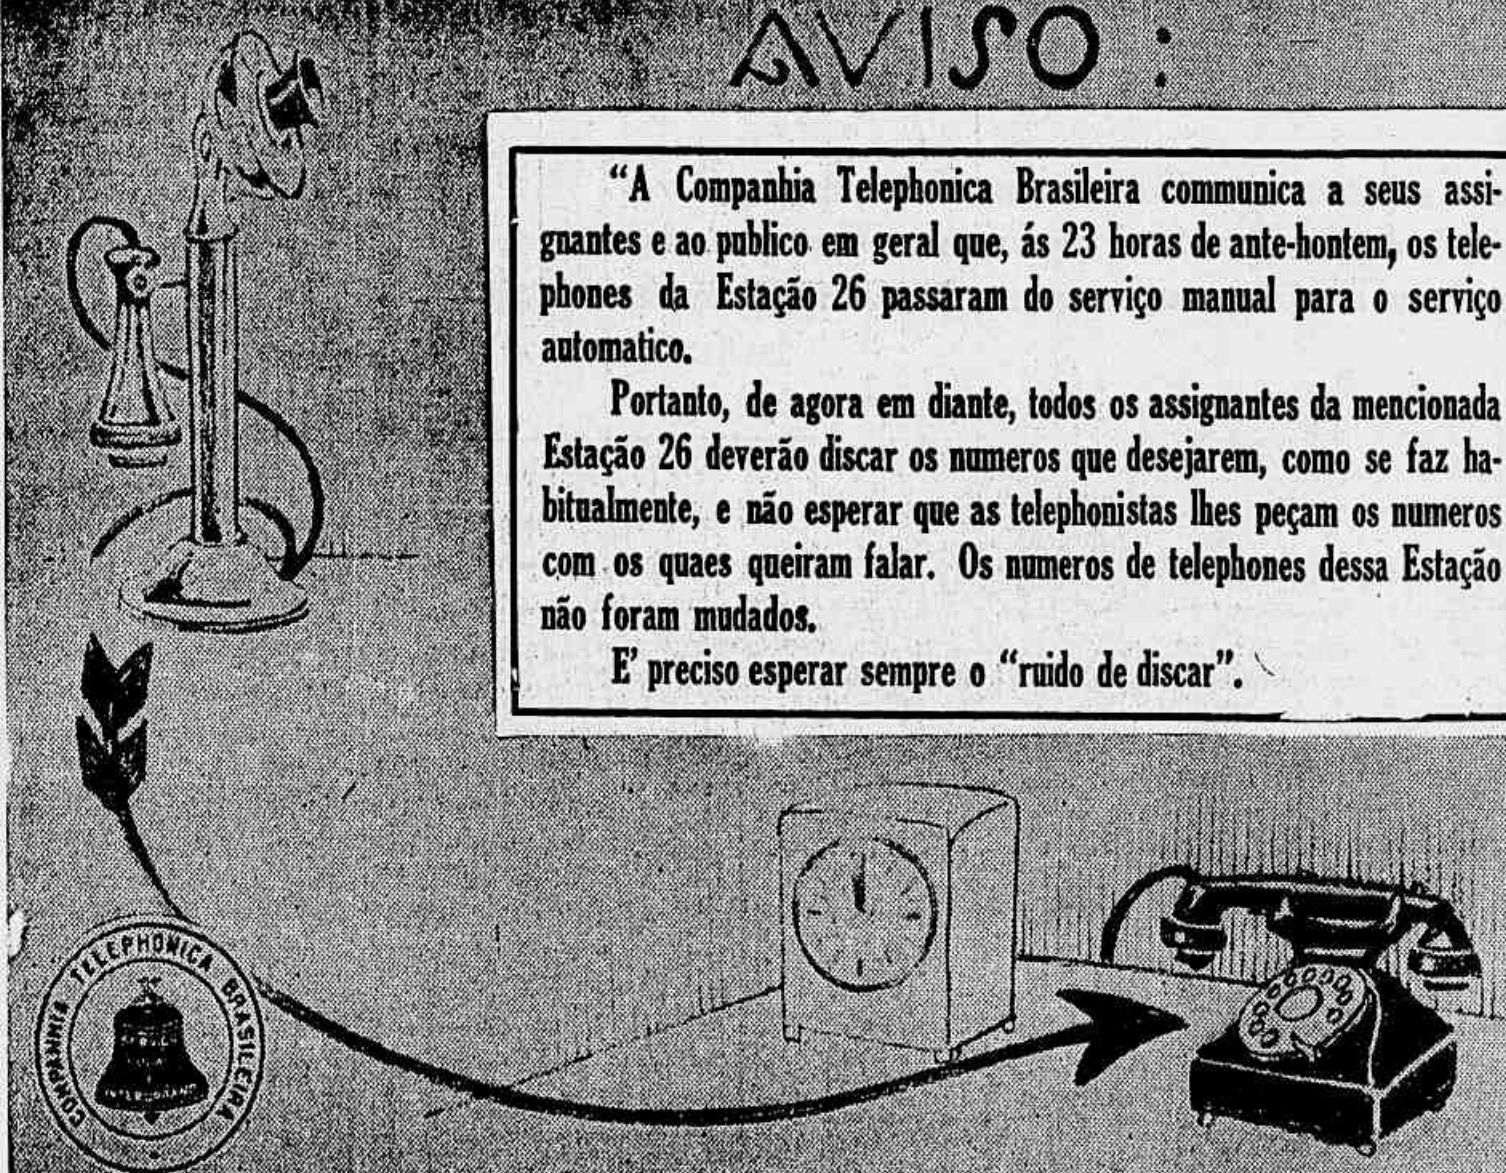 AVISO :
“A Companhia Telephonica Brasileira communica a seus assi-
gnantes e ao publico em geral que, ás 23 horas de ante-hontem, os tele-
phones da Estação 26 passaram do serviço manual para o serviço
automatico.
Portanto, de agora em diante, todos os assignantes da mencionada
Estação 26 deverão discar os numeros que desejarem, como se faz ha-
bitualmente, e não esperar que as telephonistas lhes peçam os numeros
com os quaes queiram falar. Os numeros de telephones dessa Estação
não foram mudados.
E’ preciso esperar sempre o “ruido de discar”.
COMPANHIA TELEPHONICA BRASILEIRA